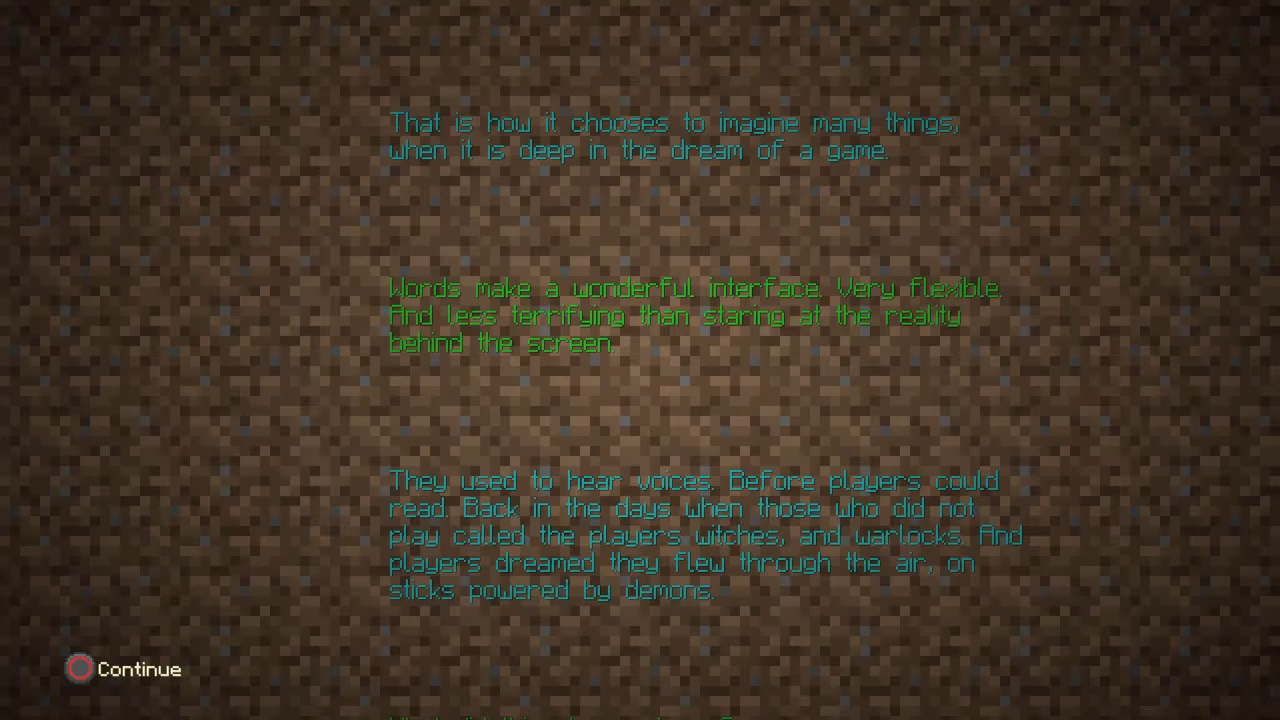 That is how it chooses to imagine many things,
when it is deep in the dream of a game.
Words make a wonderful interface. Very flexible.
And less terrifying than staring at the reality
behind the screen.
They used to hear voices. Before players could
read. Back in the days when those who did not
play called the players witches, and warlocks. And
players dreamed they flew through the air, on
sticks powered by demons.
Continue